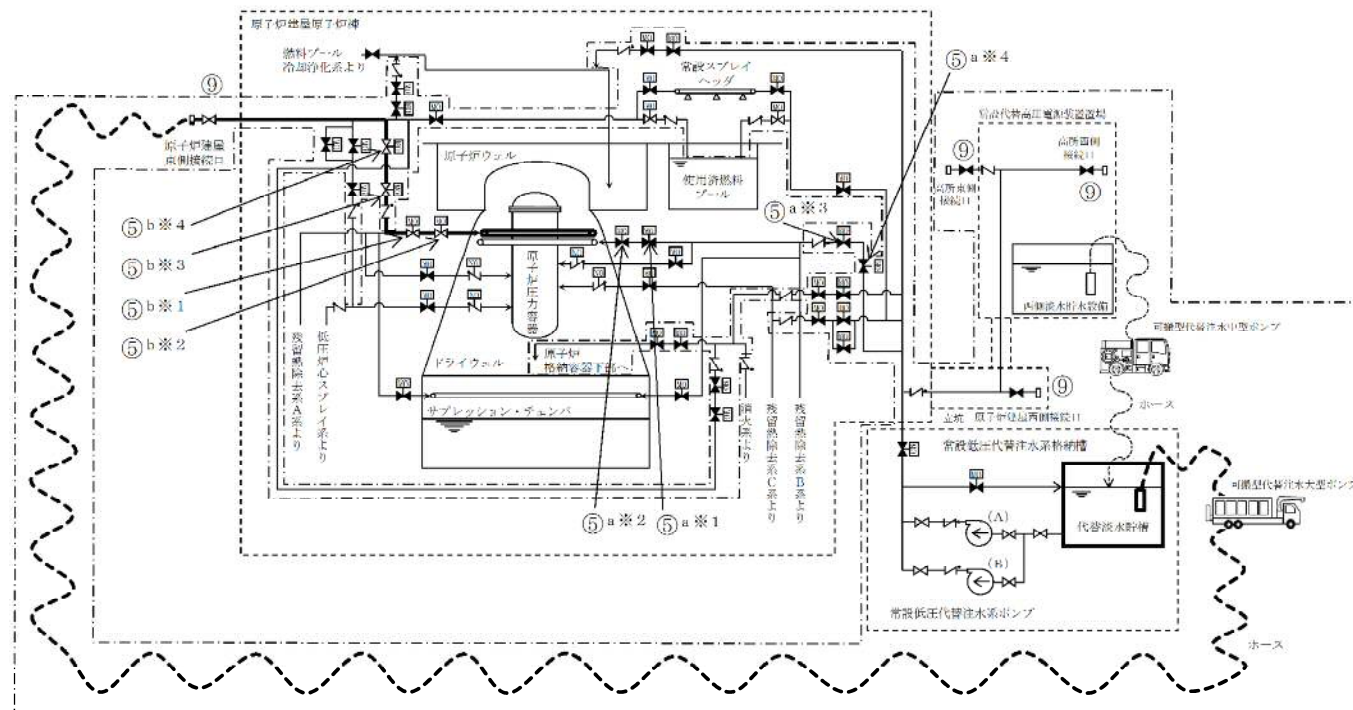 原子炉建屋原子炉棟
燃料プール
冷却浄化系より
常設スプレイ
ヘッダ
⑤a※4
⑨
原子炉建屋
東側接続口
原子炉ウェル
使用済燃料
プール
常設代替高圧電源装置置場
⑨
高所西側
接続口
高所東側
接続口
⑨
⑤a※3
⑤b※4
⑤b※3
⑤b※1
⑤b※2
原子炉圧力容器
西側淡水貯水設備
可搬型代替注水中型ポンプ
残留熱除去系A系より
低圧炉心スプレイ系より
ドライウェル
原子炉
格納容器下部へ
サプレッション・チェンバ
消火系より
残留熱除去系C系より
残留熱除去系B系より
⑨
立坑
原子炉建屋西側接続口
ホース
常設低圧代替注水系格納槽
⑤a※2
⑤a※1
(A)
(B)
代替淡水貯槽
可搬型代替注水大型ポンプ
常設低圧代替注水系ポンプ
ホース